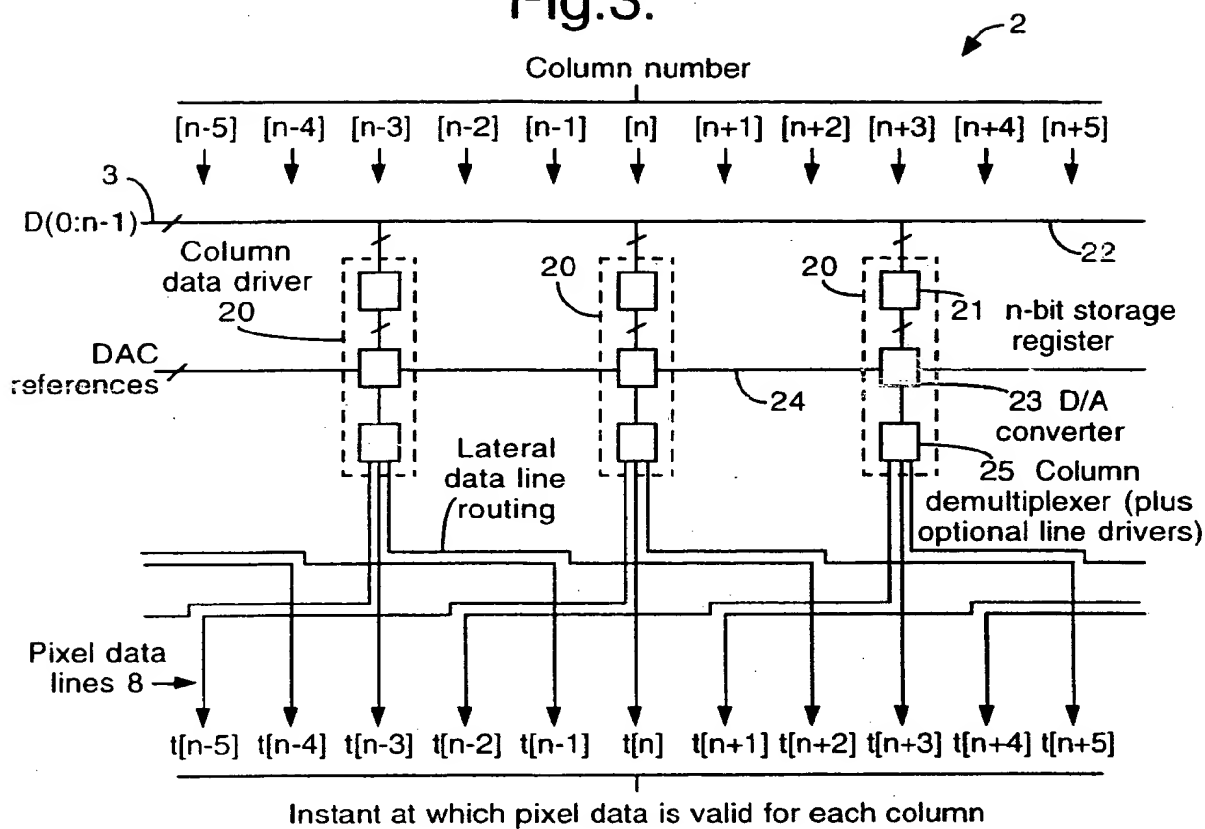 Fig.3.
2
Column number
[n-5] [n-4] [n-3] [n-2] [n-1] [n] [n+1] [n+2] [n+3] [n+4] [n+5]
3
D(0:n-1)
22
Column
data driver
20
20
20
21 n-bit storage
register
DAC
references
24
23 D/A
converter
Lateral
data line
routing
25 Column
demultiplexer (plus
optional line drivers)
Pixel data
lines 8
t[n-5] t[n-4] t[n-3] t[n-2] t[n-1] t[n] t[n+1] t[n+2] t[n+3] t[n+4] t[n+5]
Instant at which pixel data is valid for each column